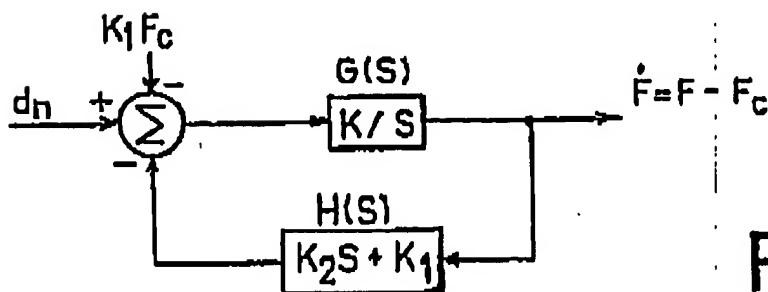 K₁Fc
G(S)
dn + − Σ − K/S Ḟ=F − Fc
H(S)
K₂S + K₁